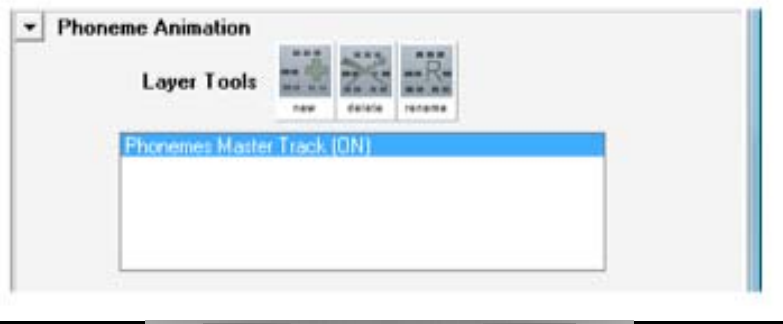 Phoneme Animation
Layer Tools
new delete rename
Phonemes Master Track (ON)